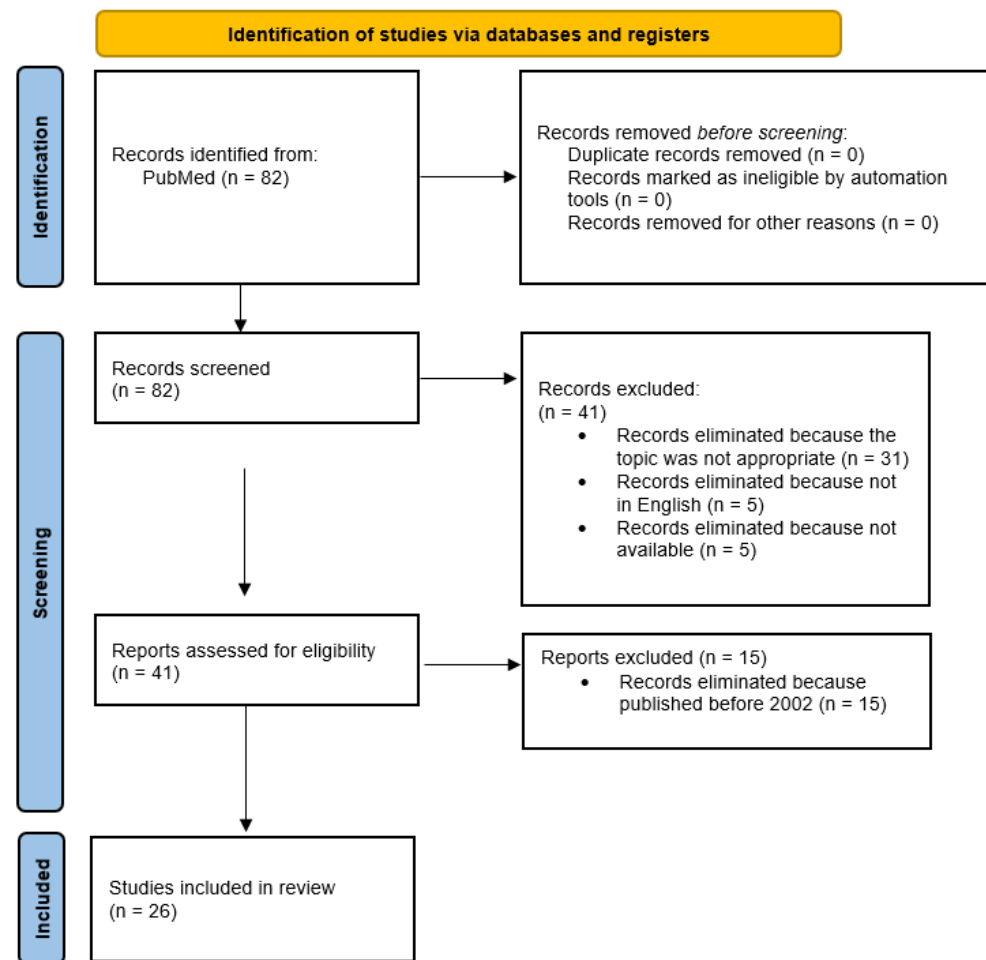 Identification of studies via databases and registers
Identification
Records identified from:
PubMed (n = 82)
Records removed before screening:
Duplicate records removed (n = 0)
Records marked as ineligible by automation
tools (n = 0)
Records removed for other reasons (n = 0)
Screening
Records screened
(n = 82)
Records excluded:
(n = 41)
• Records eliminated because the
topic was not appropriate (n = 31)
• Records eliminated because not
in English (n = 5)
• Records eliminated because not
available (n = 5)
Reports assessed for eligibility
(n = 41)
Reports excluded (n = 15)
• Records eliminated because
published before 2002 (n = 15)
Included
Studies included in review
(n = 26)